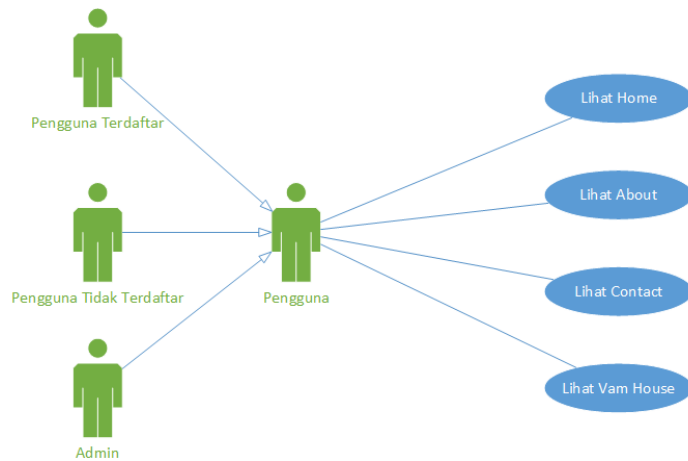 Pengguna Terdaftar
Pengguna Tidak Terdaftar
Admin
Pengguna
Lihat Home
Lihat About
Lihat Contact
Lihat Vam House